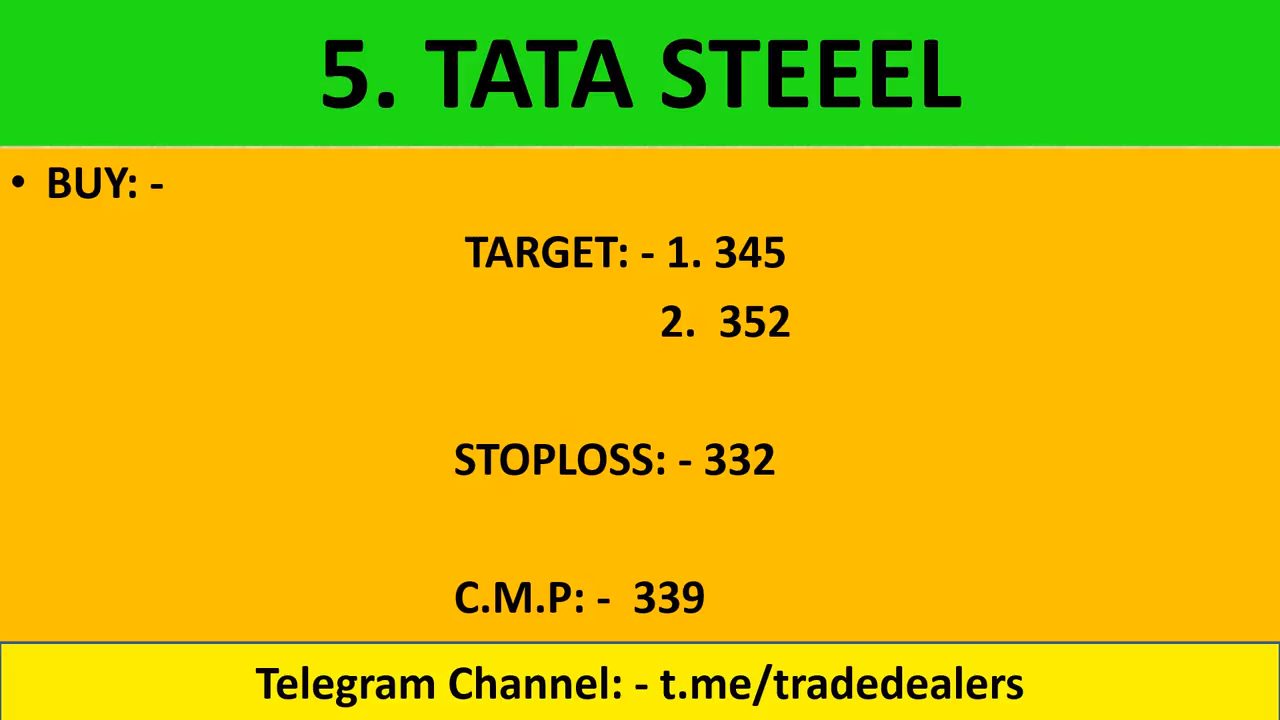 5. TATA STEEEL
• BUY: -
TARGET: - 1. 345
2. 352
STOPLOSS: - 332
C.M.P: - 339
Telegram Channel: - t.me/tradedealers